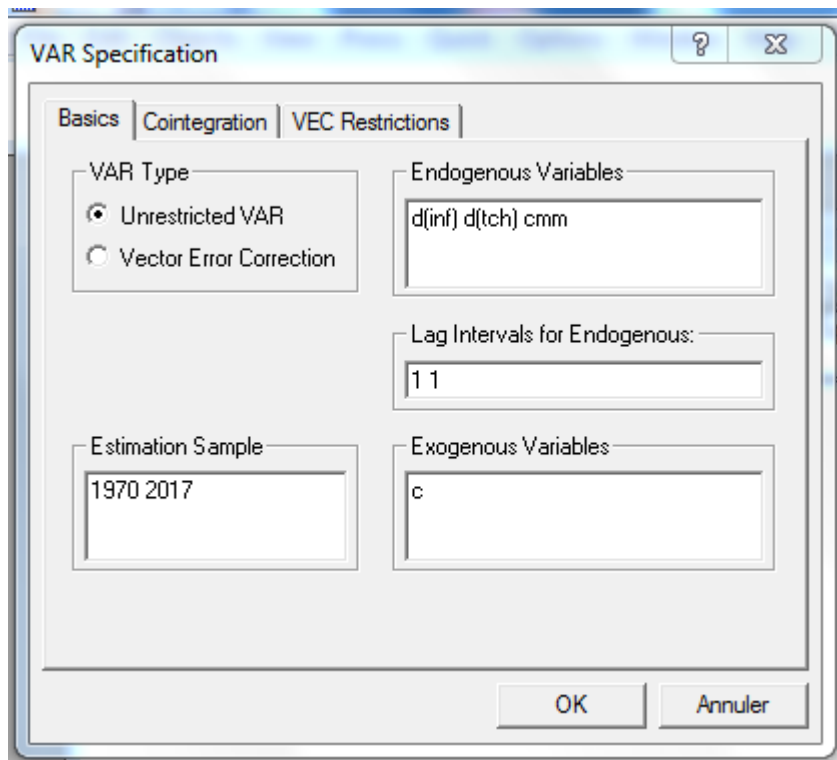 VAR Specification
Basics Cointegration VEC Restrictions
VAR Type
Unrestricted VAR
Vector Error Correction
Endogenous Variables
d(inf) d(tch) cmm
Lag Intervals for Endogenous:
1 1
Estimation Sample
1970 2017
Exogenous Variables
c
OK Annuler